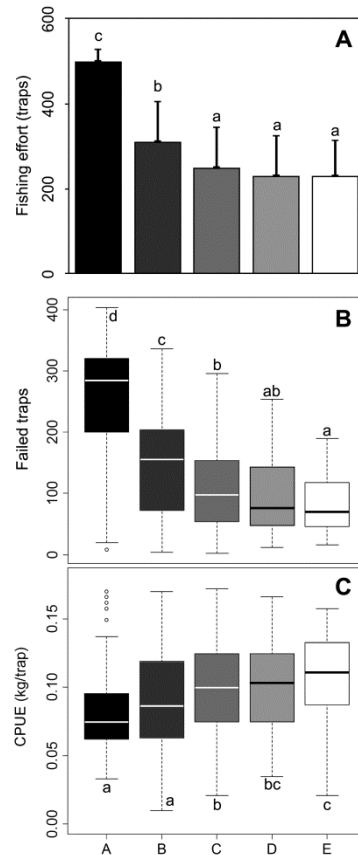 A
Fishing effort (traps)
600
400
200
0
c
b
a
a
a
B
Failed traps
400
300
200
100
0
d
c
b
ab
a
C
CPUE (kg/trap)
0.15
0.10
0.05
0.00
a
a
b
bc
c
A B C D E